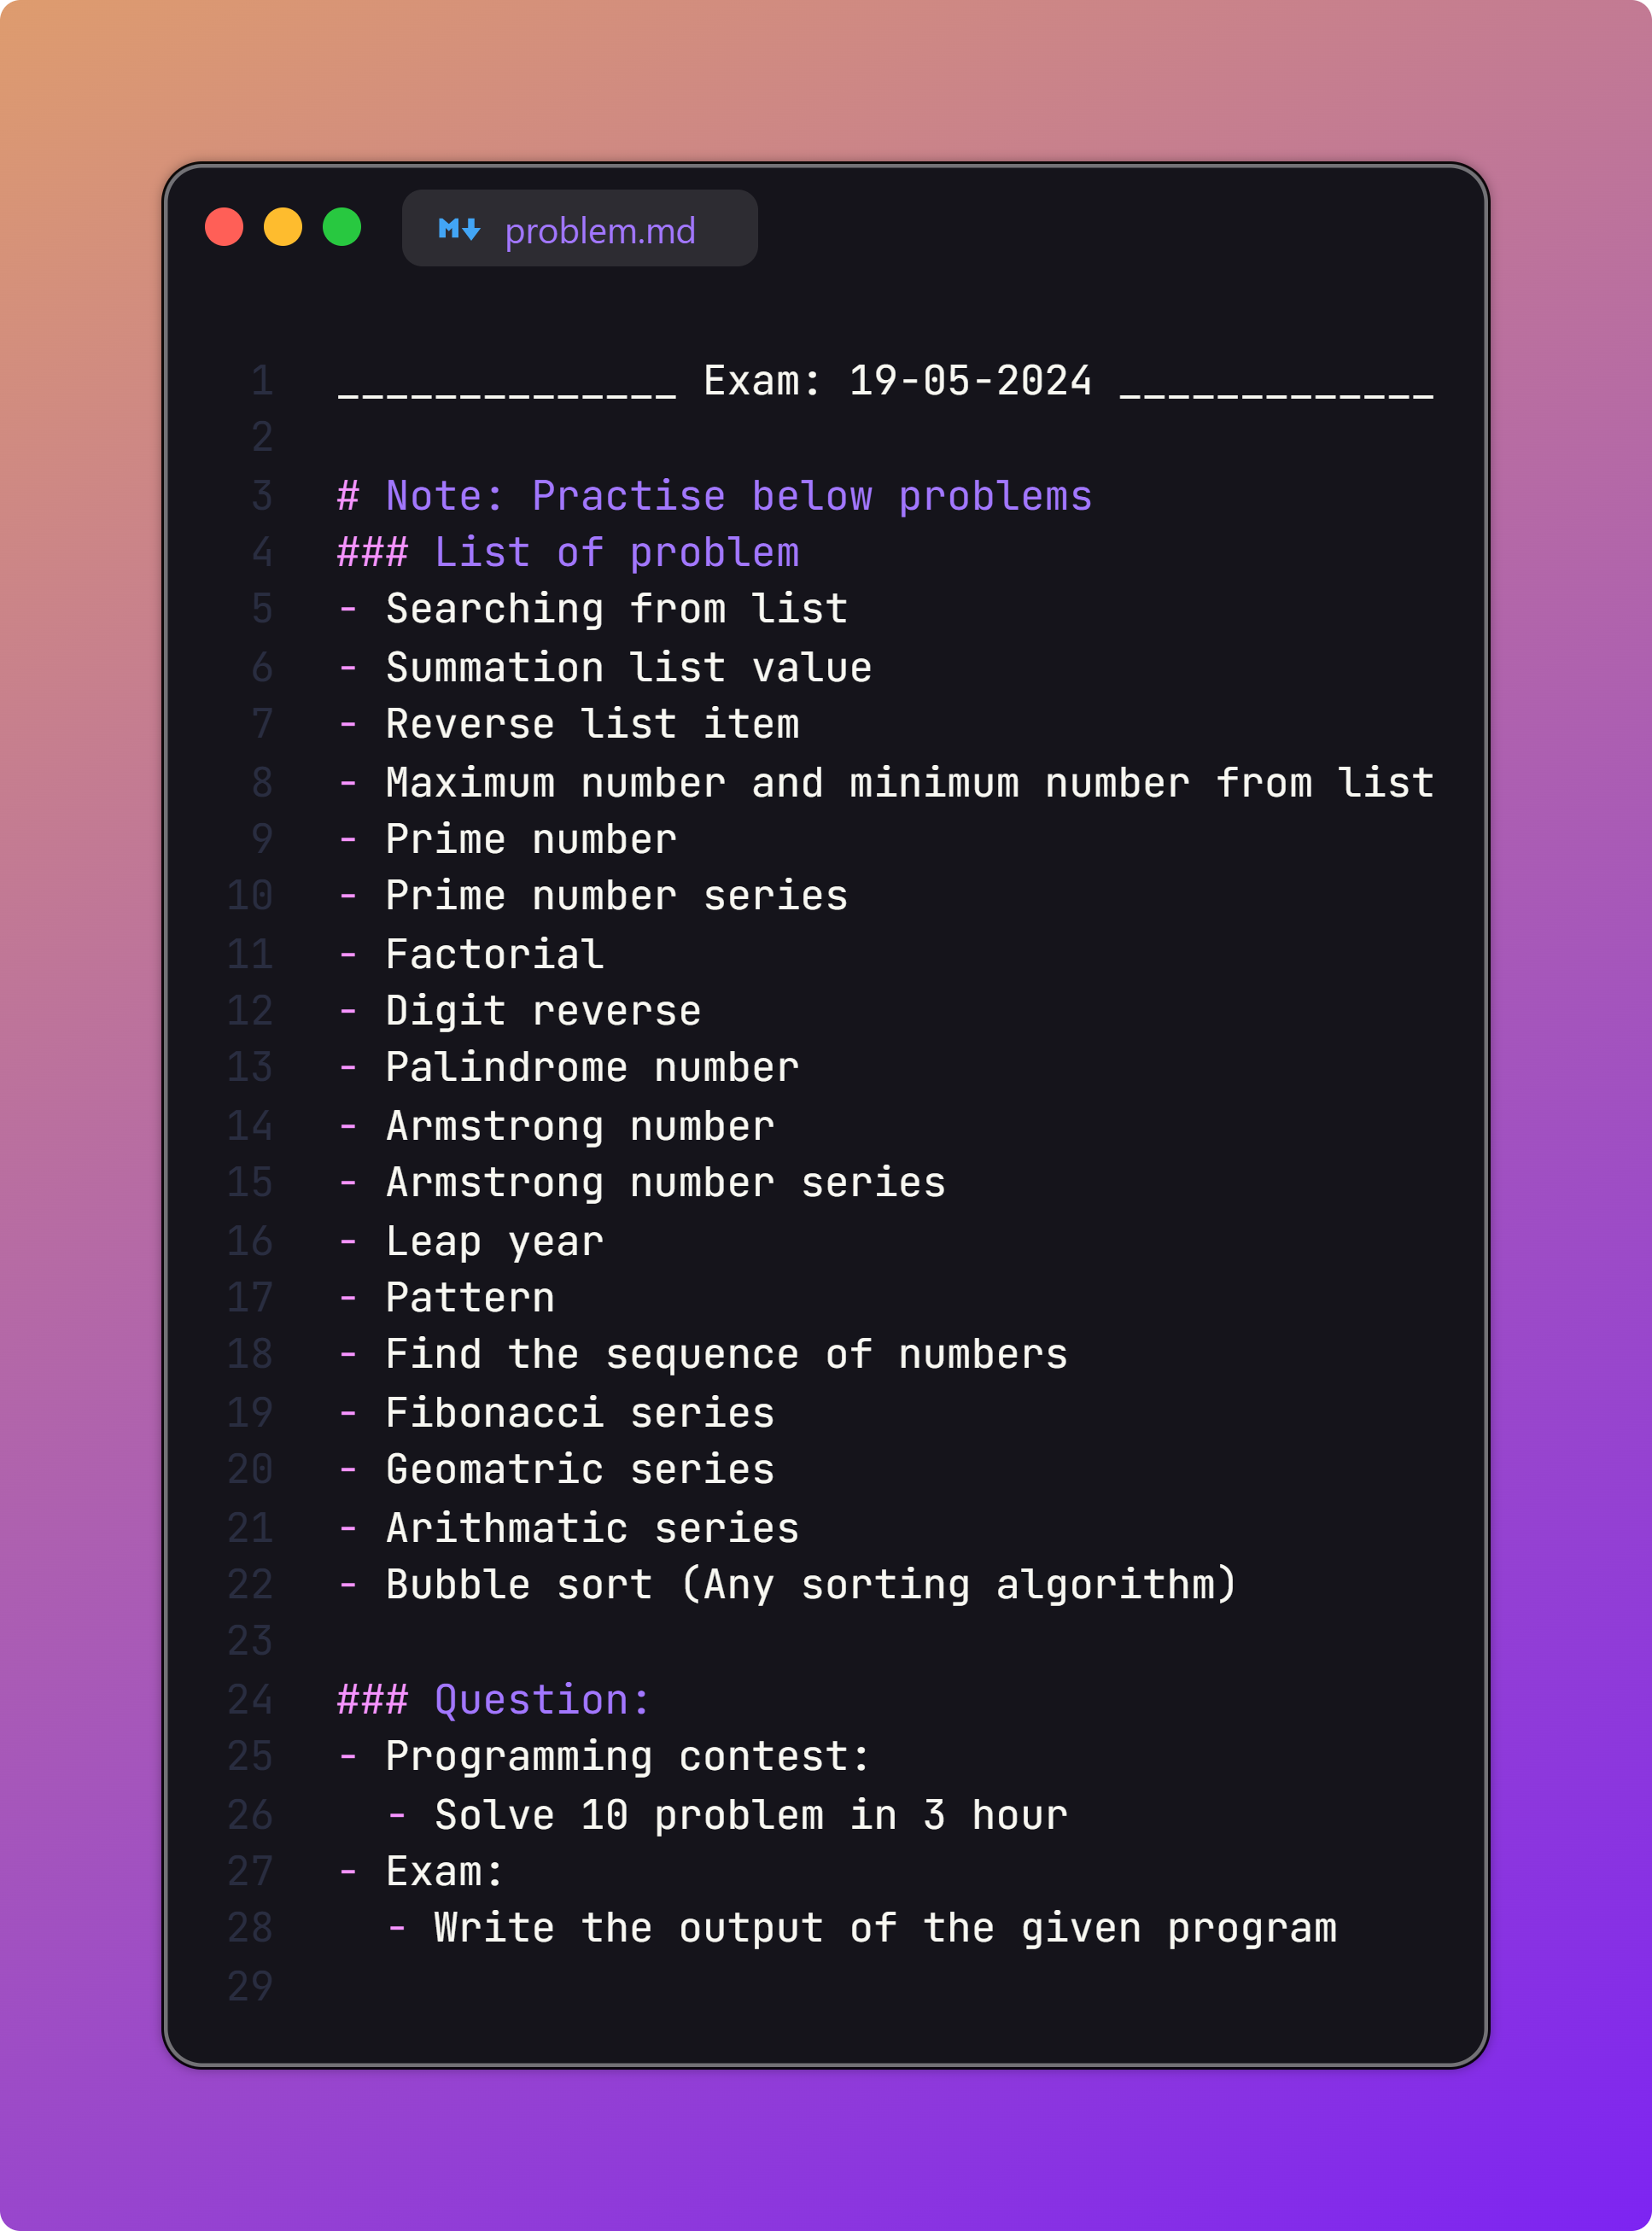 problem.md
1 ______________ Exam: 19-05-2024 _____________
2
3 # Note: Practise below problems
4 ### List of problem
5 - Searching from list
6 - Summation list value
7 - Reverse list item
8 - Maximum number and minimum number from list
9 - Prime number
10 - Prime number series
11 - Factorial
12 - Digit reverse
13 - Palindrome number
14 - Armstrong number
15 - Armstrong number series
16 - Leap year
17 - Pattern
18 - Find the sequence of numbers
19 - Fibonacci series
20 - Geomatric series
21 - Arithmatic series
22 - Bubble sort (Any sorting algorithm)
23
24 ### Question:
25 - Programming contest:
26   - Solve 10 problem in 3 hour
27 - Exam:
28   - Write the output of the given program
29